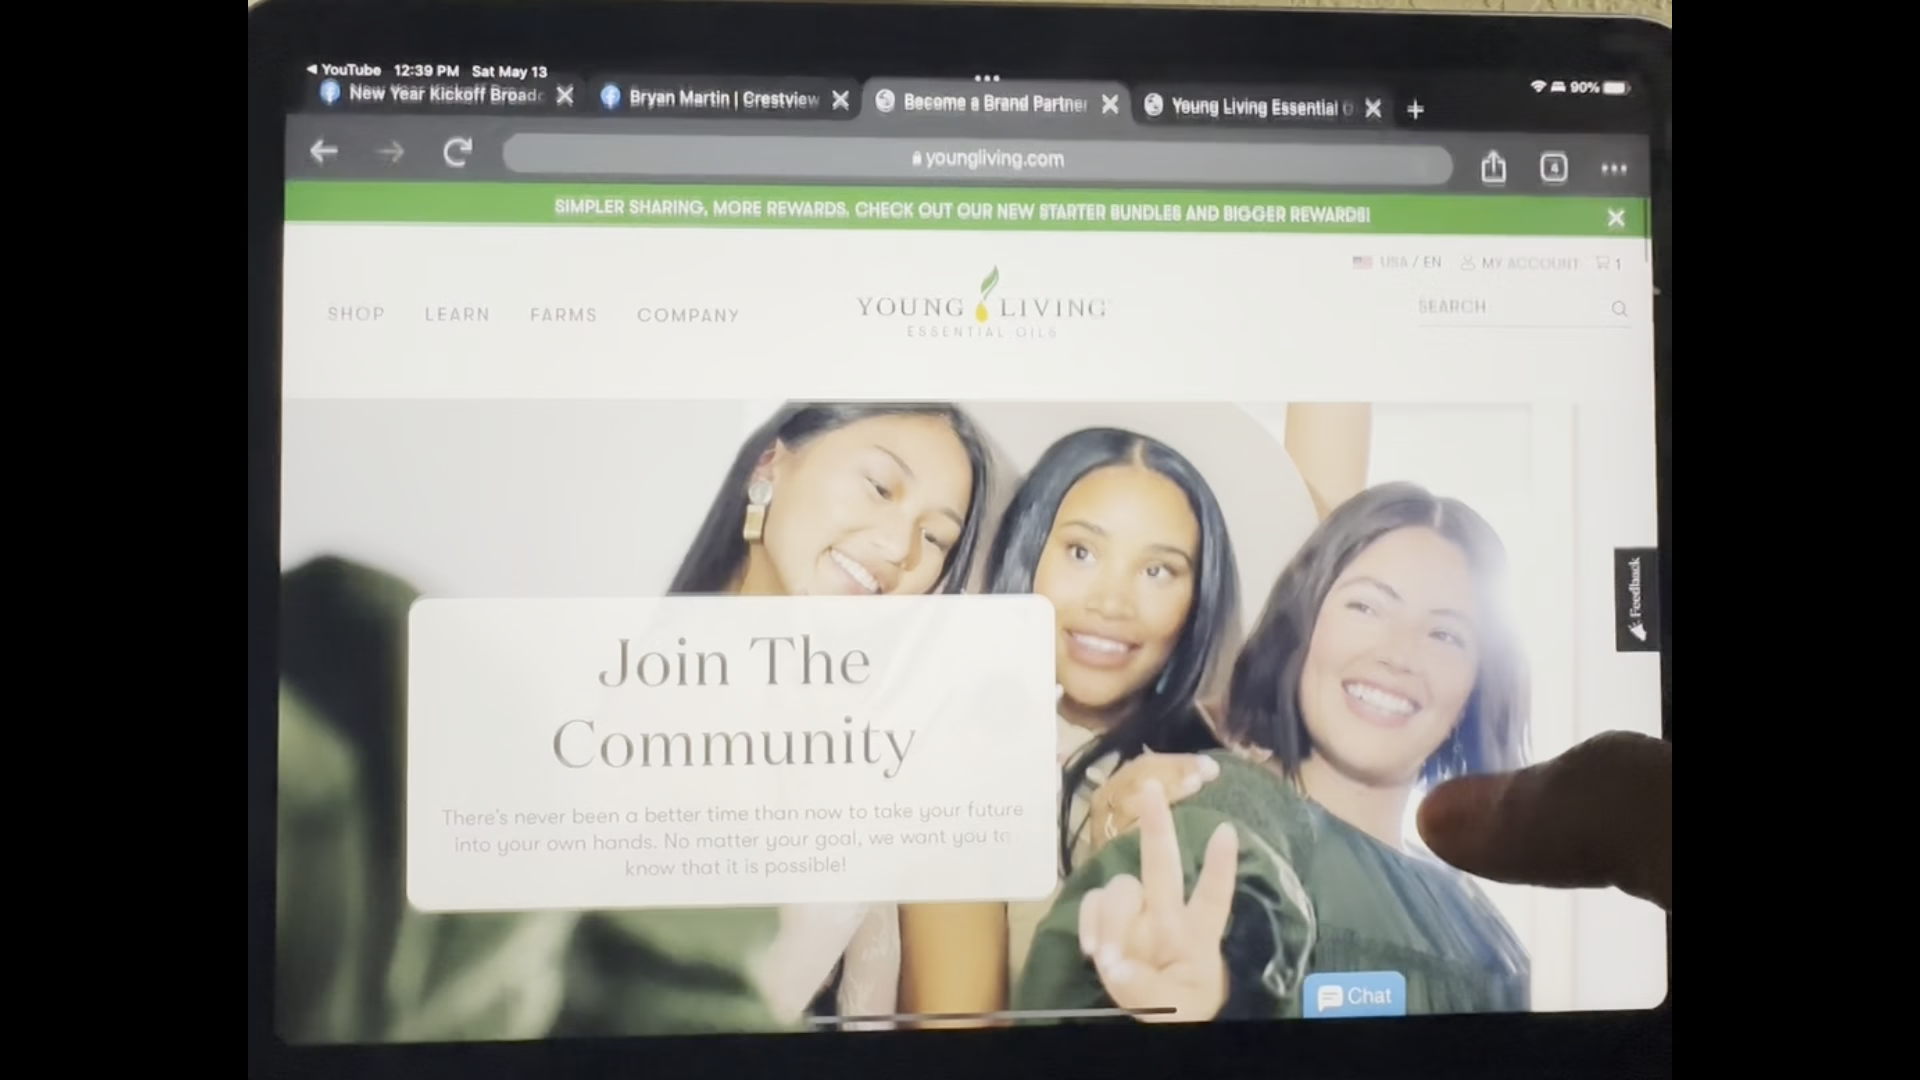 YouTube 12:39 PM Sat May 13
90%
New Year Kickoff Broadc
Bryan Martin | Crestview
Become a Brand Partner
Young Living Essential
youngliving.com
4
SIMPLER SHARING, MORE REWARDS. CHECK OUT OUR NEW STARTER BUNDLES AND BIGGER REWARDS!
USA / EN MY ACCOUNT 1
SHOP LEARN FARMS COMPANY
YOUNG LIVING
ESSENTIAL OILS
SEARCH
Feedback
Join The
Community
There's never been a better time than now to take your future
into your own hands. No matter your goal, we want you to
know that it is possible!
Chat